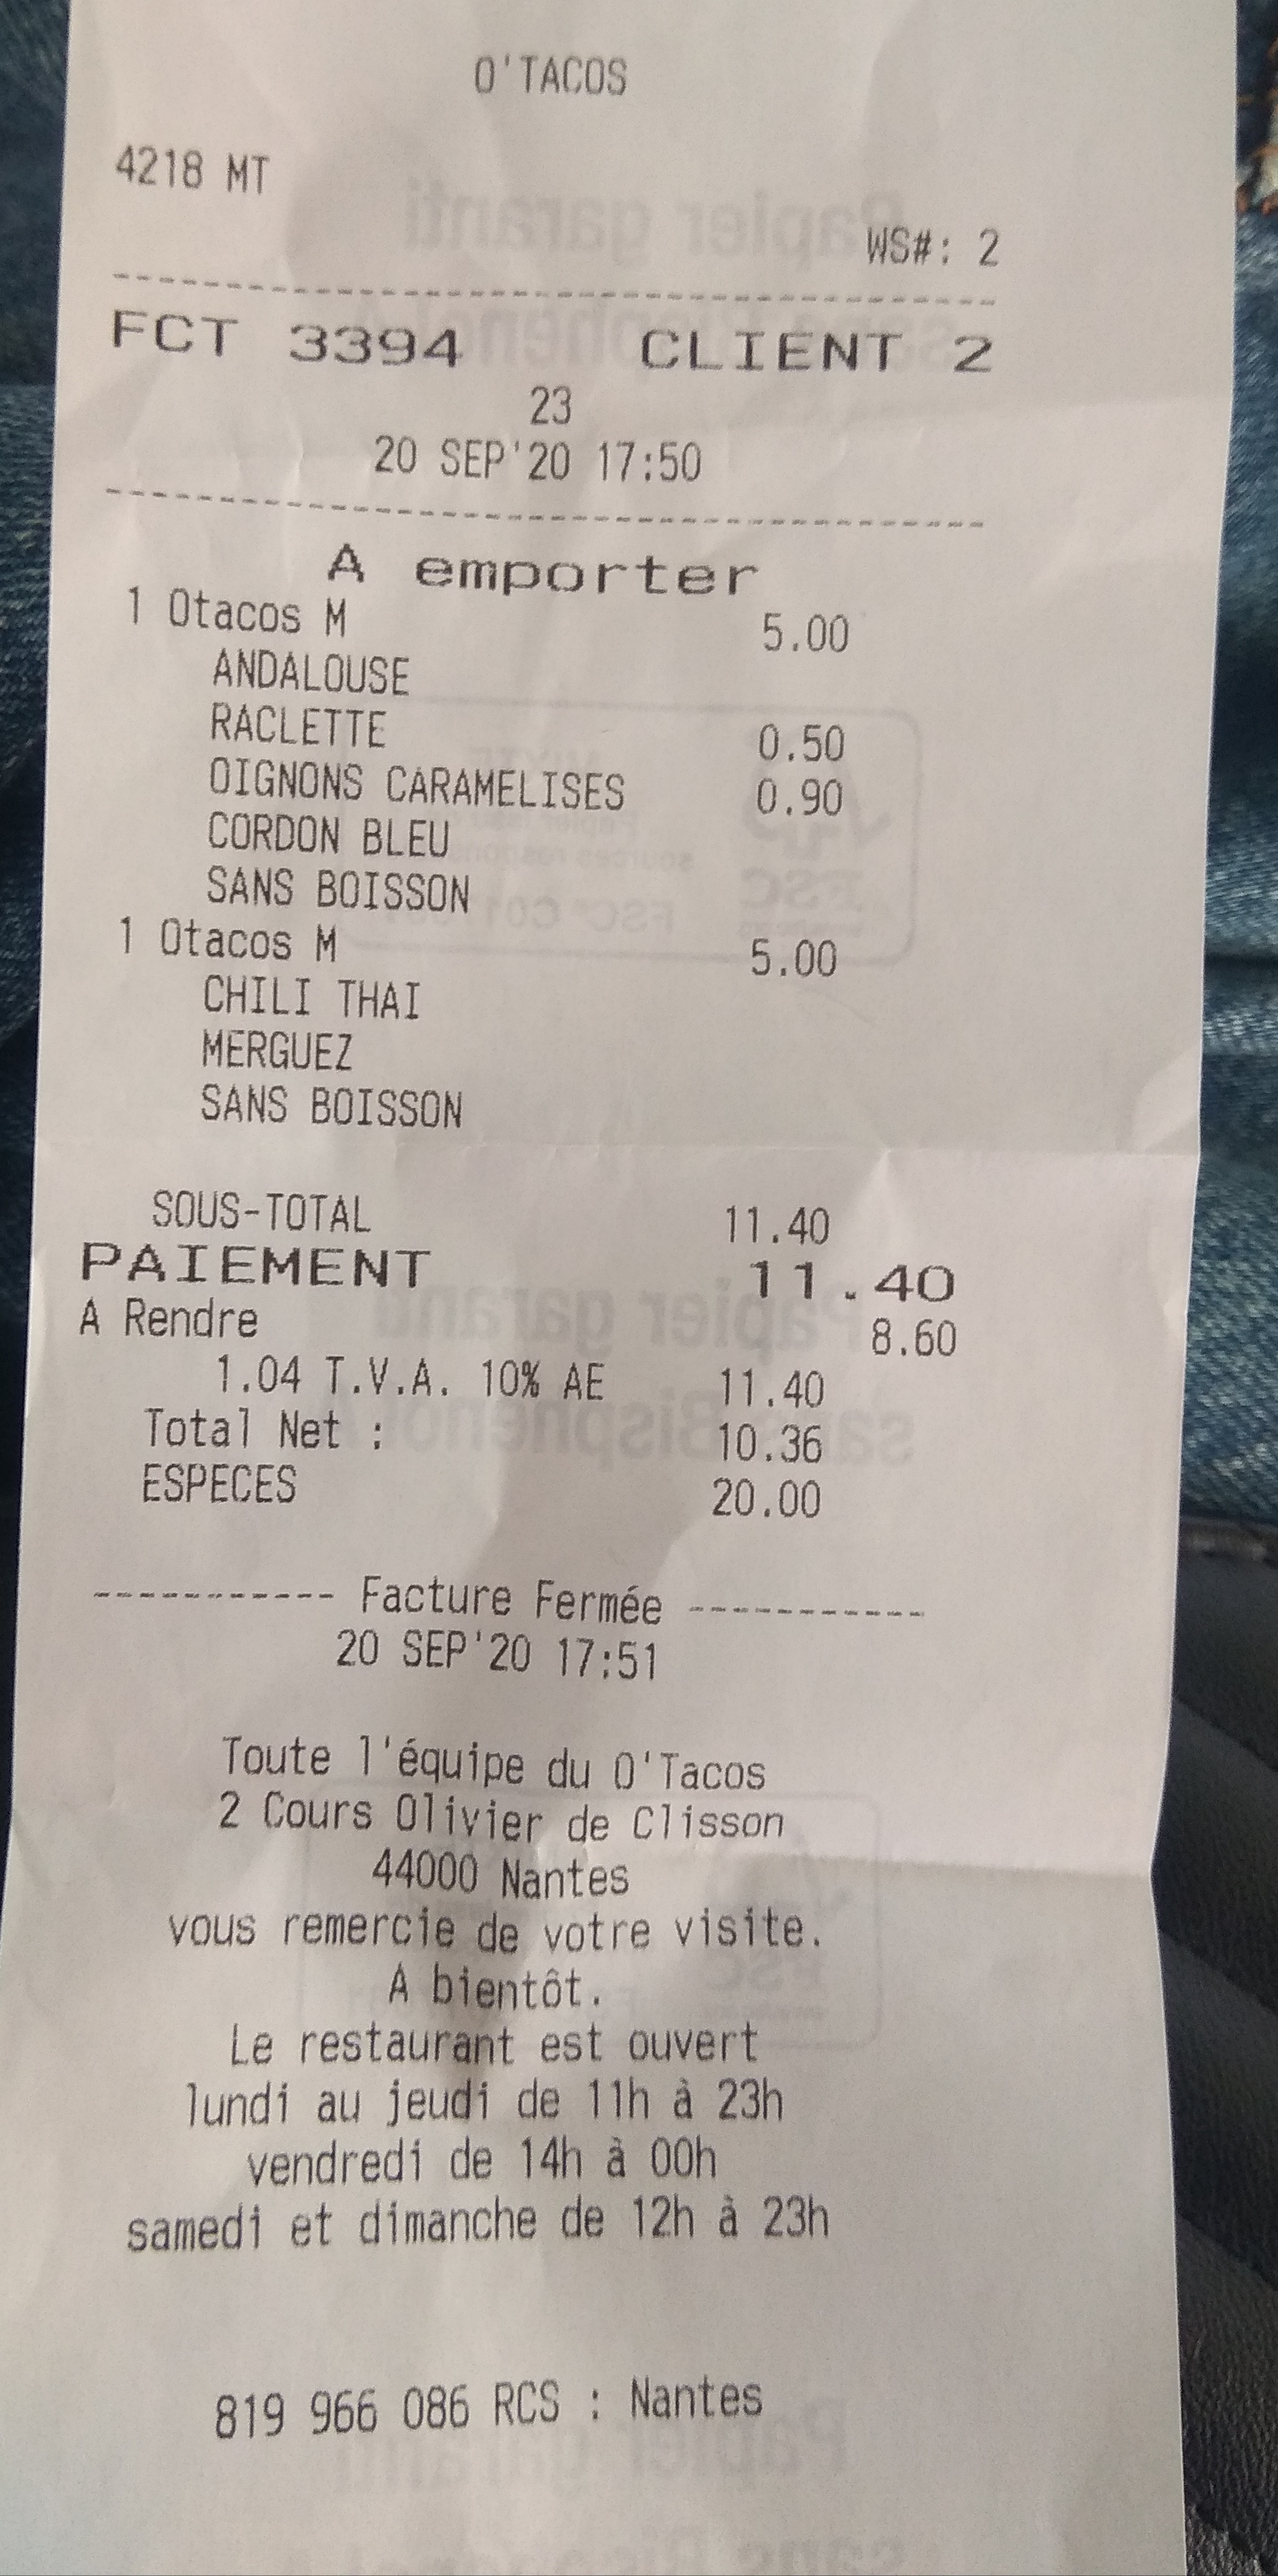 O'TACOS
4218 MT
WS#: 2
FCT 3394 CLIENT 2
23
20 SEP'20 17:50
A emporter
1 Otacos M 5.00
ANDALOUSE
RACLETTE 0.50
OIGNONS CARAMELISES 0.90
CORDON BLEU
SANS BOISSON
1 Otacos M 5.00
CHILI THAI
MERGUEZ
SANS BOISSON
SOUS-TOTAL 11.40
PAIEMENT 11.40
A Rendre 8.60
1.04 T.V.A. 10% AE 11.40
Total Net : 10.36
ESPECES 20.00
----------- Facture Fermée -----------
20 SEP'20 17:51
Toute l'équipe du O'Tacos
2 Cours Olivier de Clisson
44000 Nantes
vous remercie de votre visite.
A bientôt.
Le restaurant est ouvert
lundi au jeudi de 11h à 23h
vendredi de 14h à 00h
samedi et dimanche de 12h à 23h
819 966 086 RCS : Nantes